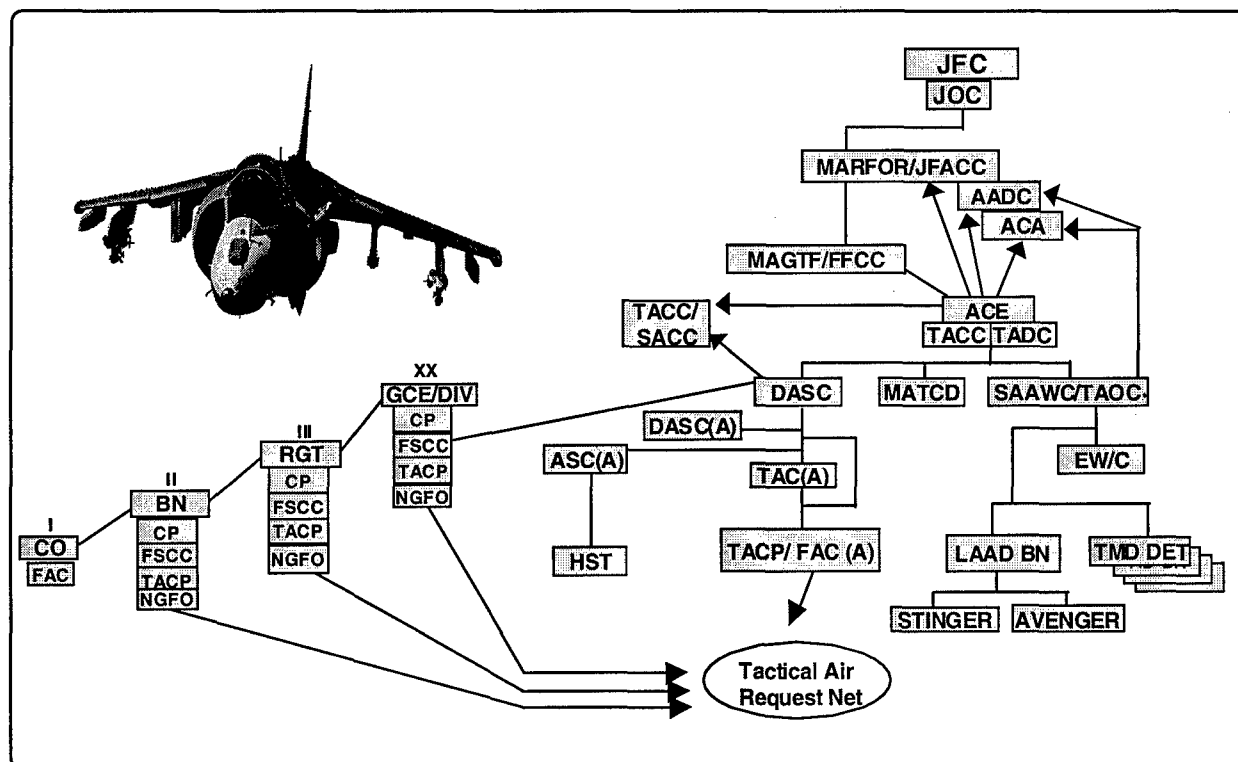 JFC
JOC
MARFOR/JFACC
AADC
ACA
MAGTF/FFCC
ACE
TACC TADC
TACC/
SACC
DASC
MATCD
SAAWC/TAOC
DASC(A)
ASC(A)
TAC(A)
EW/C
HST
TACP/ FAC (A)
LAAD BN
TMD DET
STINGER
AVENGER
XX
GCE/DIV
CP
FSCC
TACP
NGFO
III
RGT
CP
FSCC
TACP
NGFO
II
BN
CP
FSCC
TACP
NGFO
I
CO
FAC
Tactical Air
Request Net